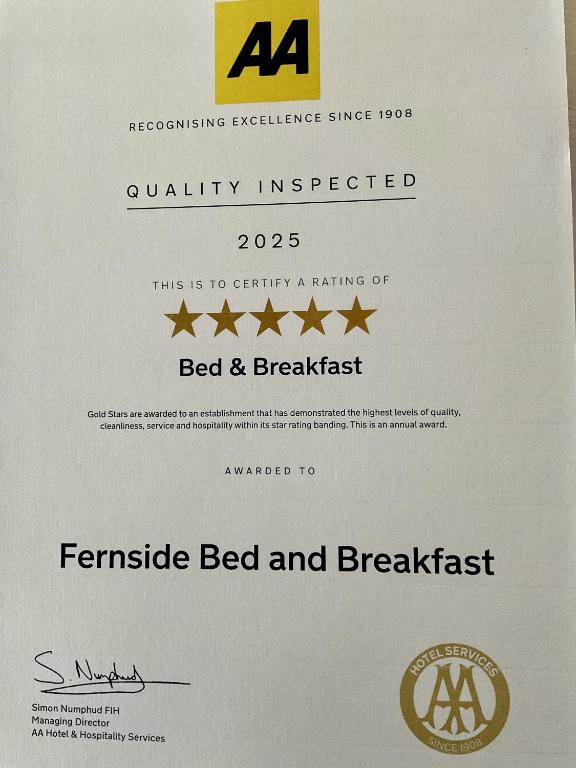 AA
RECOGNISING EXCELLENCE SINCE 1908
QUALITY INSPECTED
2025
THIS IS TO CERTIFY A RATING OF
Bed & Breakfast
Gold Stars are awarded to an establishment that has demonstrated the highest levels of quality,
cleanliness, service and hospitality within its star rating banding. This is an annual award.
AWARDED TO
Fernside Bed and Breakfast
S. Numphud
Simon Numphud FIH
Managing Director
AA Hotel & Hospitality Services
HOTEL SERVICES
AA
SINCE 1908